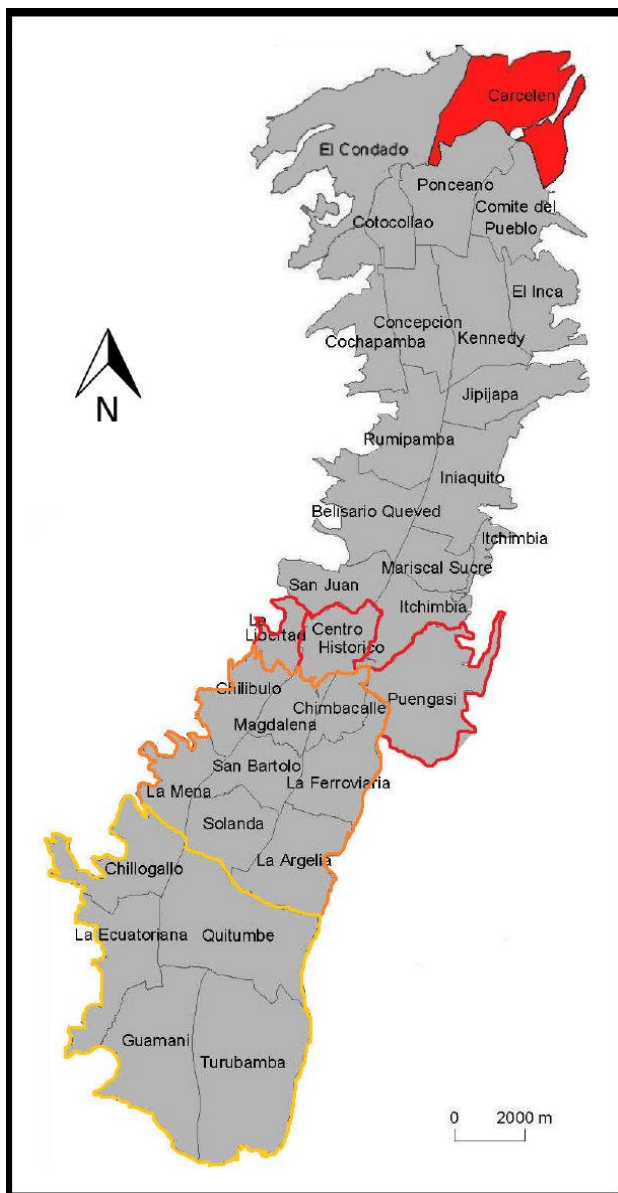 Carcelen
El Condado
Ponceano
Cotocollao
Comite del
Pueblo
El Inca
Concepcion
Cochapamba
Kennedy
N
Jipijapa
Rumipamba
Iniaquito
Belisario Queved
Itchimbia
Mariscal Sucre
San Juan
Itchimbia
La
Libertad
Centro
Historico
Chilibulo
Puengasi
Chimbacalle
Magdalena
San Bartolo
La Ferroviaria
La Mena
Solanda
La Argelia
Chillogallo
La Ecuatoriana
Quitumbe
Guamani
Turubamba
0 2000 m